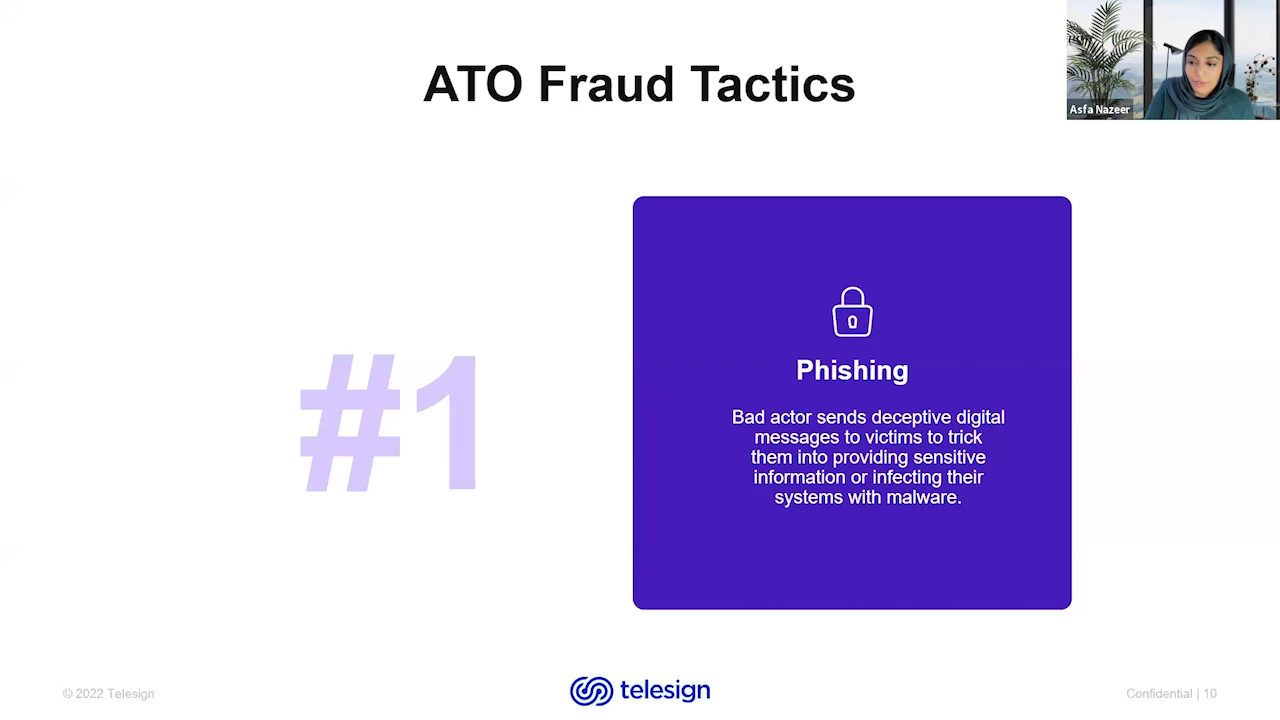 ATO Fraud Tactics
Asfa Nazeer
#1
Phishing
Bad actor sends deceptive digital
messages to victims to trick
them into providing sensitive
information or infecting their
systems with malware.
© 2022 Telesign
telesign
Confidential | 10